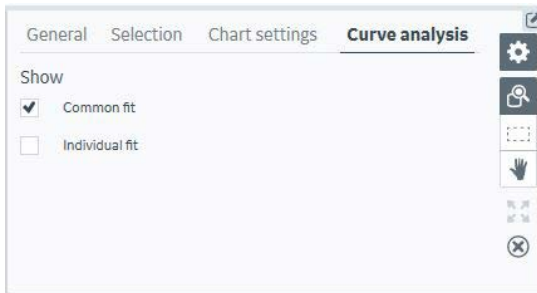 General Selection Chart settings Curve analysis
Show
Common fit
Individual fit